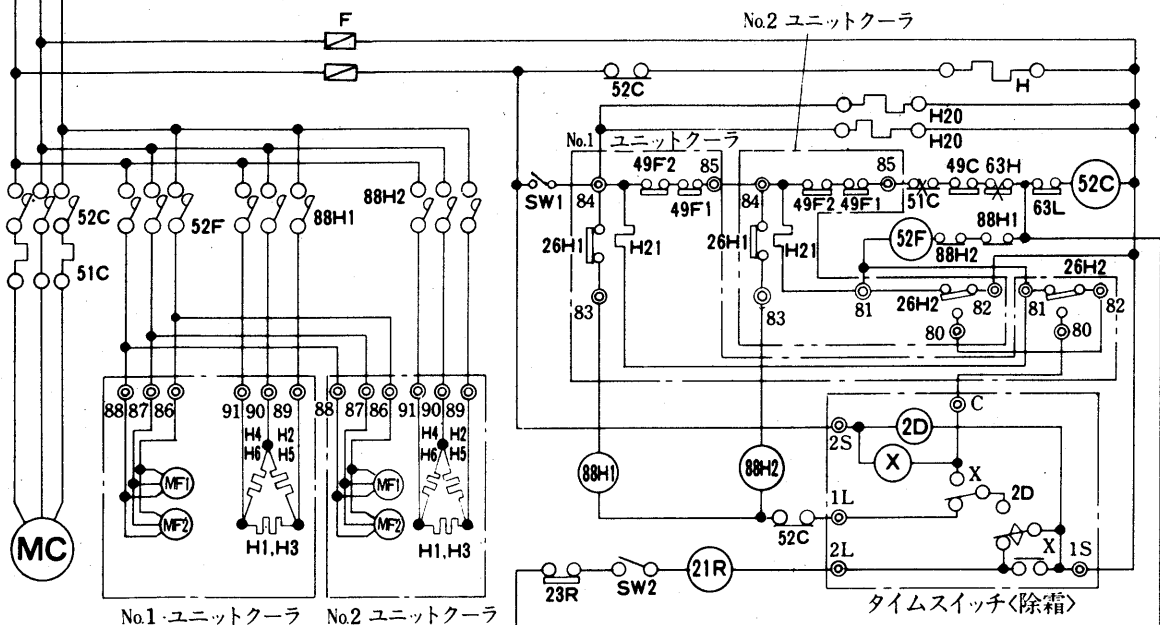 No.2 ユニットクーラ
F
52C
H
H20
H20
No.1 ユニットクーラ
49F2
85
85
49C 63H
84
SW1
49F1
84
49F2 49F1
51C
63L
52C
52C
52F
88H1
88H2
26H1
H21
26H1
H21
52F
88H2
88H1
51C
83
83
81
26H2
82
81
26H2
82
80
80
88 87 86
91 90 89
88 87 86
91 90 89
C
2S
2D
X
H4
H6
H2
H5
H4
H6
H2
H5
MF1
MF2
H1,H3
MF1
MF2
H1,H3
88H1
88H2
X
2D
1L
52C
2L
X
1S
MC
23R
SW2
21R
No.1 ユニットクーラ
No.2 ユニットクーラ
タイムスイッチ<除霜>